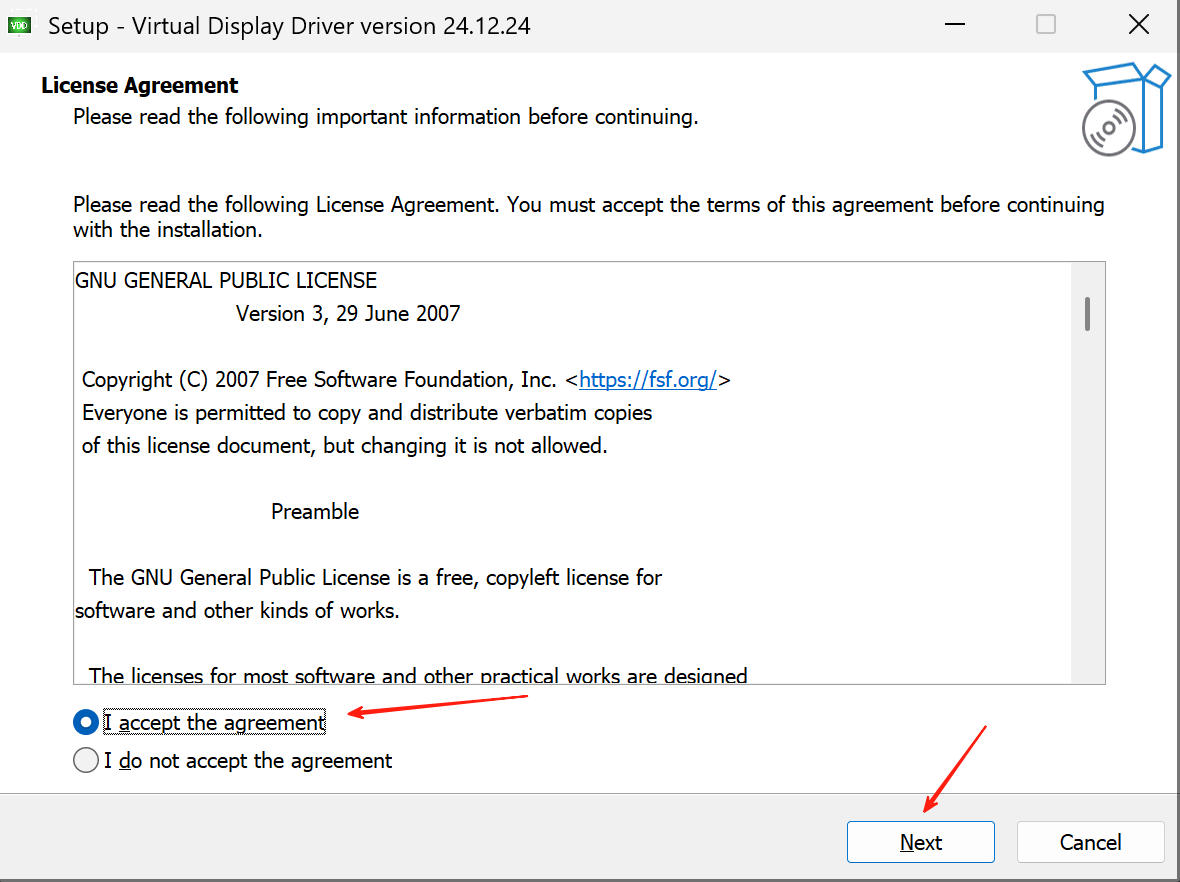 VDD
Setup - Virtual Display Driver version 24.12.24
License Agreement
Please read the following important information before continuing.
Please read the following License Agreement. You must accept the terms of this agreement before continuing
with the installation.
GNU GENERAL PUBLIC LICENSE
Version 3, 29 June 2007
Copyright (C) 2007 Free Software Foundation, Inc. <https://fsf.org/>
Everyone is permitted to copy and distribute verbatim copies
of this license document, but changing it is not allowed.
Preamble
The GNU General Public License is a free, copyleft license for
software and other kinds of works.
The licenses for most software and other practical works are designed
I accept the agreement
I do not accept the agreement
Next
Cancel